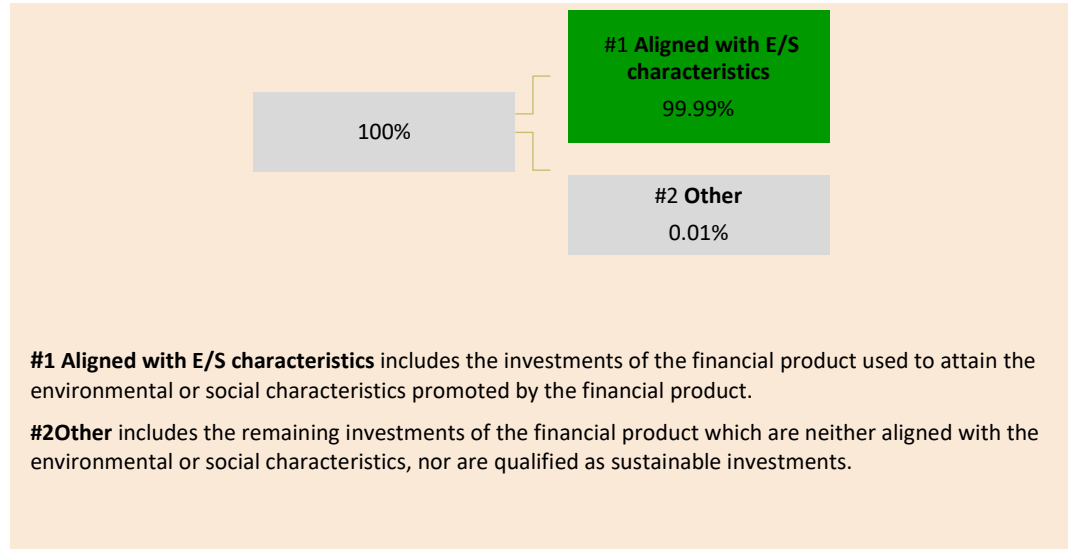 #1 Aligned with E/S
characteristics
99.99%
100%
#2 Other
0.01%
#1 Aligned with E/S characteristics includes the investments of the financial product used to attain the
environmental or social characteristics promoted by the financial product.
#2Other includes the remaining investments of the financial product which are neither aligned with the
environmental or social characteristics, nor are qualified as sustainable investments.